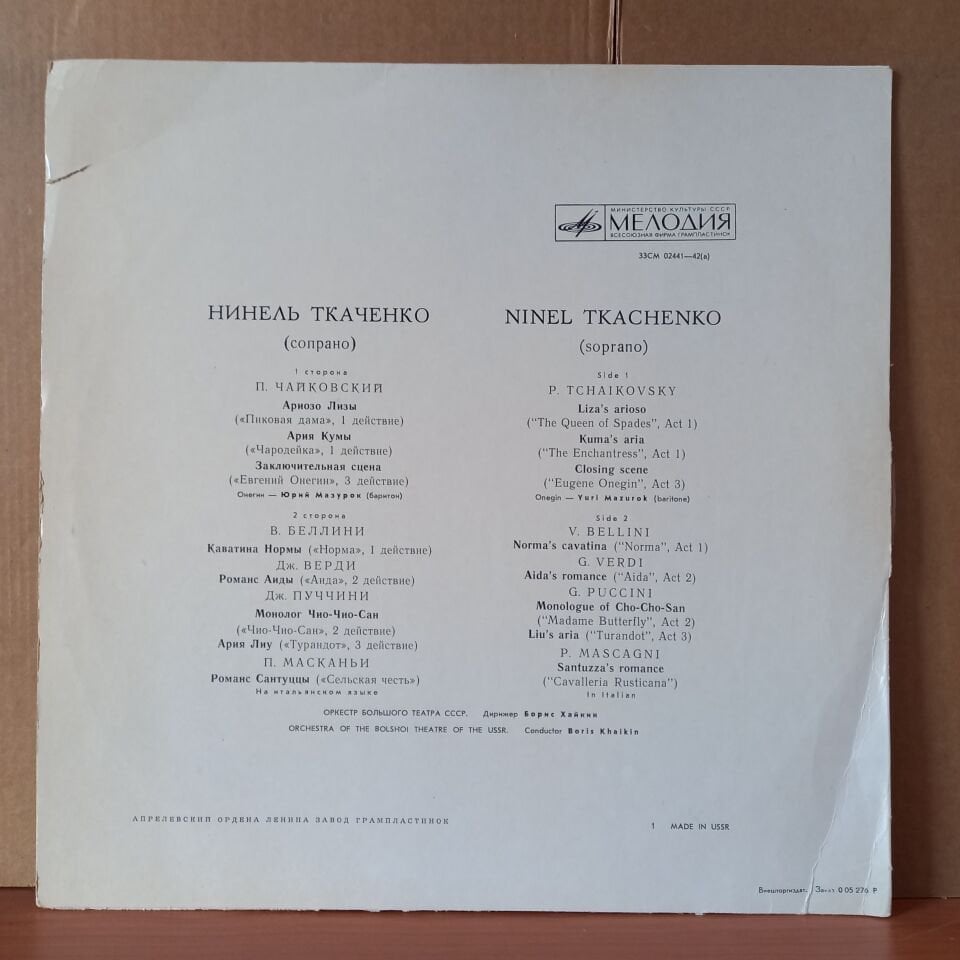 МИНИСТЕРСТВО КУЛЬТУРЫ СССР
МЕЛОДИЯ
ВСЕСОЮЗНАЯ ФИРМА ГРАМПЛАСТИНОК
33СМ 02441—42(а)
НИНЕЛЬ ТКАЧЕНКО
(сопрано)
1 сторона
П. ЧАЙКОВСКИЙ
Ариозо Лизы
(«Пиковая дама», 1 действие)
Ария Кумы
(«Чародейка», 1 действие)
Заключительная сцена
(«Евгений Онегин», 3 действие)
Онегин — Юрий Мазурок (баритон)
2 сторона
В. БЕЛЛИНИ
Каватина Нормы («Норма», 1 действие)
Дж. ВЕРДИ
Романс Аиды («Аида», 2 действие)
Дж. ПУЧЧИНИ
Монолог Чио-Чио-Сан
(«Чио-Чио-Сан», 2 действие)
Ария Лиу («Турандот», 3 действие)
П. МАСКАНЬИ
Романс Сантуццы («Сельская честь»)
На итальянском языке
NINEL TKACHENKO
(soprano)
Side 1
P. TCHAIKOVSKY
Liza's arioso
("The Queen of Spades", Act 1)
Kuma's aria
("The Enchantress", Act 1)
Closing scene
("Eugene Onegin", Act 3)
Onegin — Yuri Mazurok (baritone)
Side 2
V. BELLINI
Norma's cavatina ("Norma", Act 1)
G. VERDI
Aida's romance ("Aida", Act 2)
G. PUCCINI
Monologue of Cho-Cho-San
("Madame Butterfly", Act 2)
Liu's aria ("Turandot", Act 3)
P. MASCAGNI
Santuzza's romance
("Cavalleria Rusticana")
In Italian
ОРКЕСТР БОЛЬШОГО ТЕАТРА СССР. Дирижер Борис Хайкин
ORCHESTRA OF THE BOLSHOI THEATRE OF THE USSR. Conductor Boris Khaikin
АПРЕЛЕВСКИЙ ОРДЕНА ЛЕНИНА ЗАВОД ГРАМПЛАСТИНОК
1 MADE IN USSR
Внешторгиздат. Заказ 0 05 276 Р